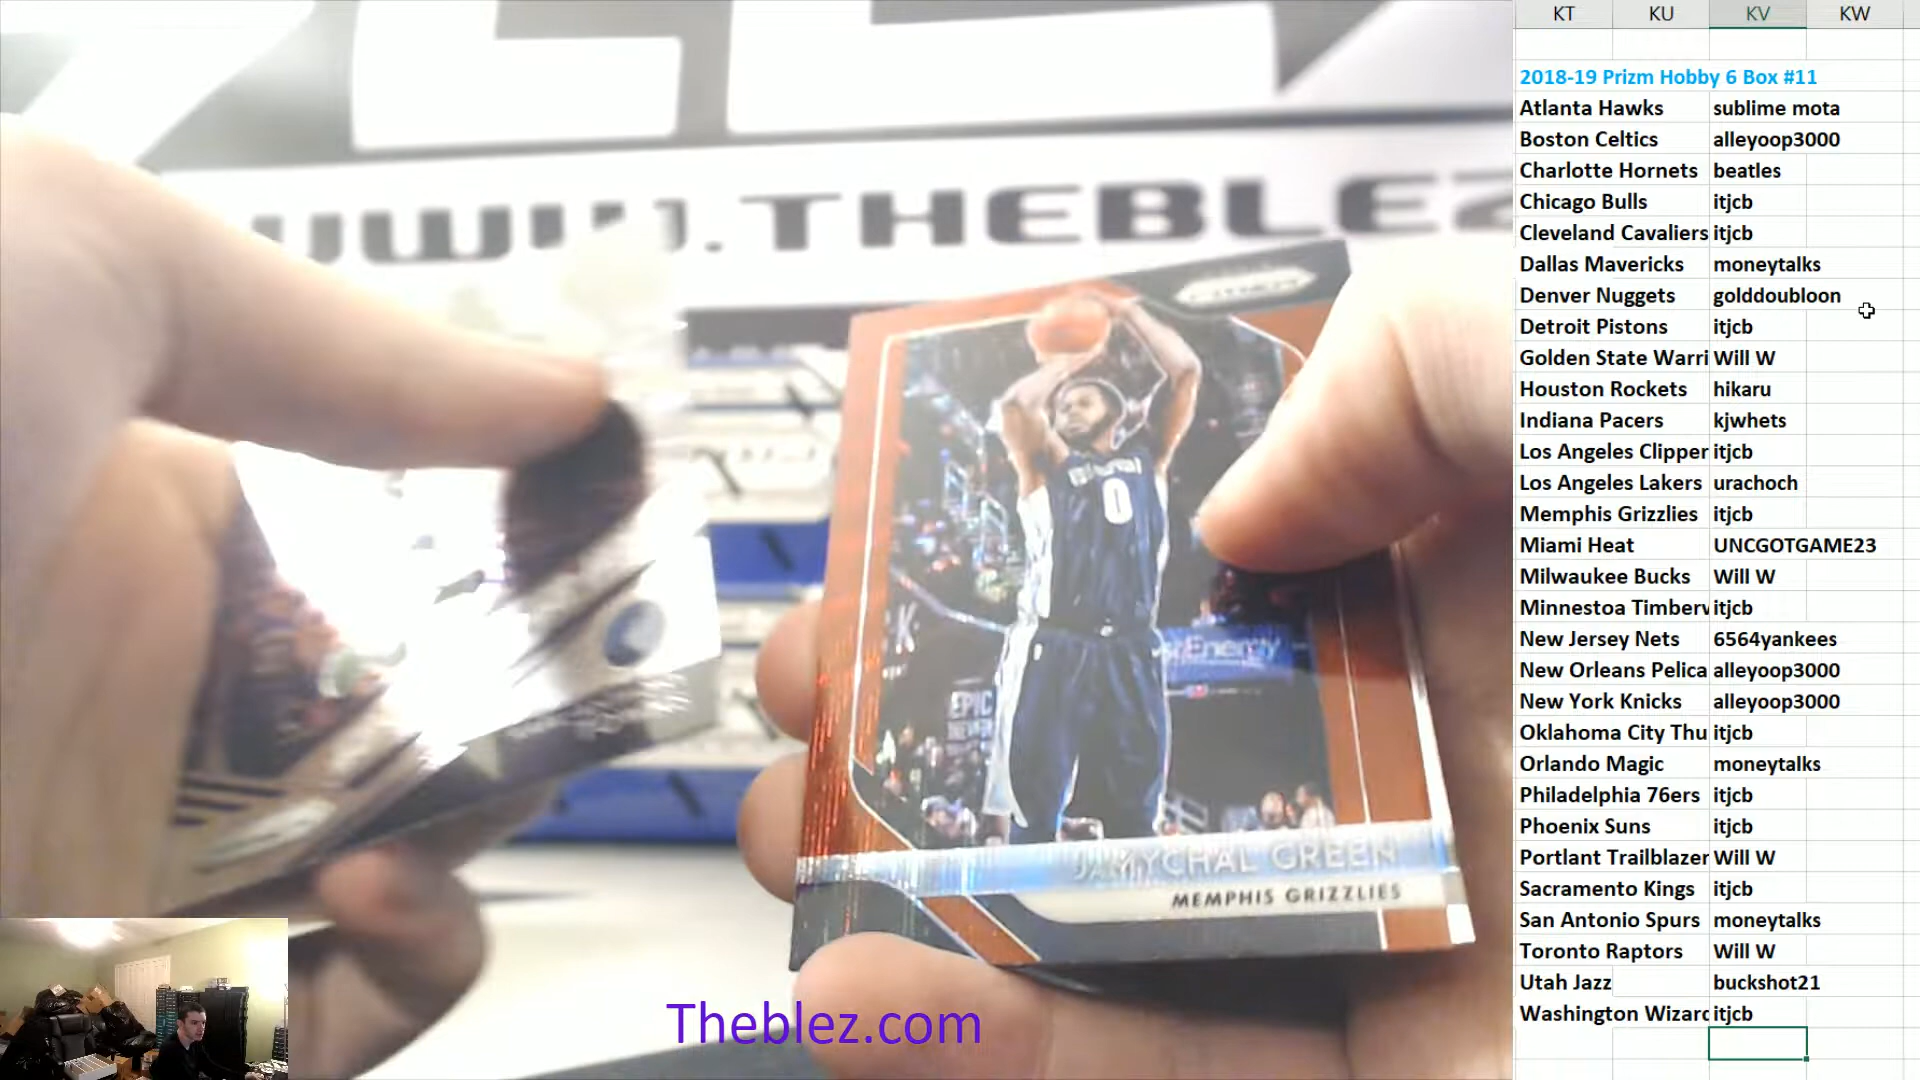 KT KU KV KW
2018-19 Prizm Hobby 6 Box #11
Atlanta Hawks sublime mota
Boston Celtics alleyoop3000
Charlotte Hornets beatles
Chicago Bulls itjcb
Cleveland Cavaliers itjcb
Dallas Mavericks moneytalks
Denver Nuggets golddoubloon
Detroit Pistons itjcb
Golden State Warri Will W
Houston Rockets hikaru
Indiana Pacers kjwhets
Los Angeles Clipper itjcb
Los Angeles Lakers urachoch
Memphis Grizzlies itjcb
Miami Heat UNCGOTGAME23
Milwaukee Bucks Will W
Minnestoa Timberv itjcb
New Jersey Nets 6564yankees
New Orleans Pelica alleyoop3000
New York Knicks alleyoop3000
Oklahoma City Thu itjcb
Orlando Magic moneytalks
Philadelphia 76ers itjcb
Phoenix Suns itjcb
Portlant Trailblazer Will W
Sacramento Kings itjcb
San Antonio Spurs moneytalks
Toronto Raptors Will W
Utah Jazz buckshot21
Washington Wizard itjcb
WWW.THEBLEZ
0
Energy
EPIC
JAMYCHAL GREEN
MEMPHIS GRIZZLIES
Theblez.com